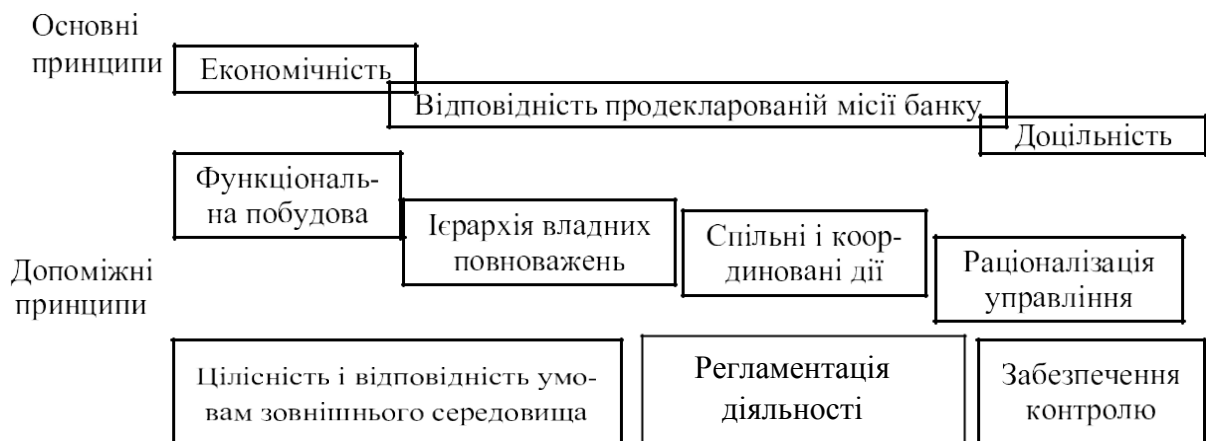 Основні
принципи
Економічність
Відповідність продекларованій місії банку
Доцільність
Функціональ-
на побудова
Ієрархія владних
повноважень
Спільні і коор-
диновані дії
Раціоналізація
управління
Допоміжні
принципи
Цілісність і відповідність умо-
вам зовнішнього середовища
Регламентація
діяльності
Забезпечення
контролю